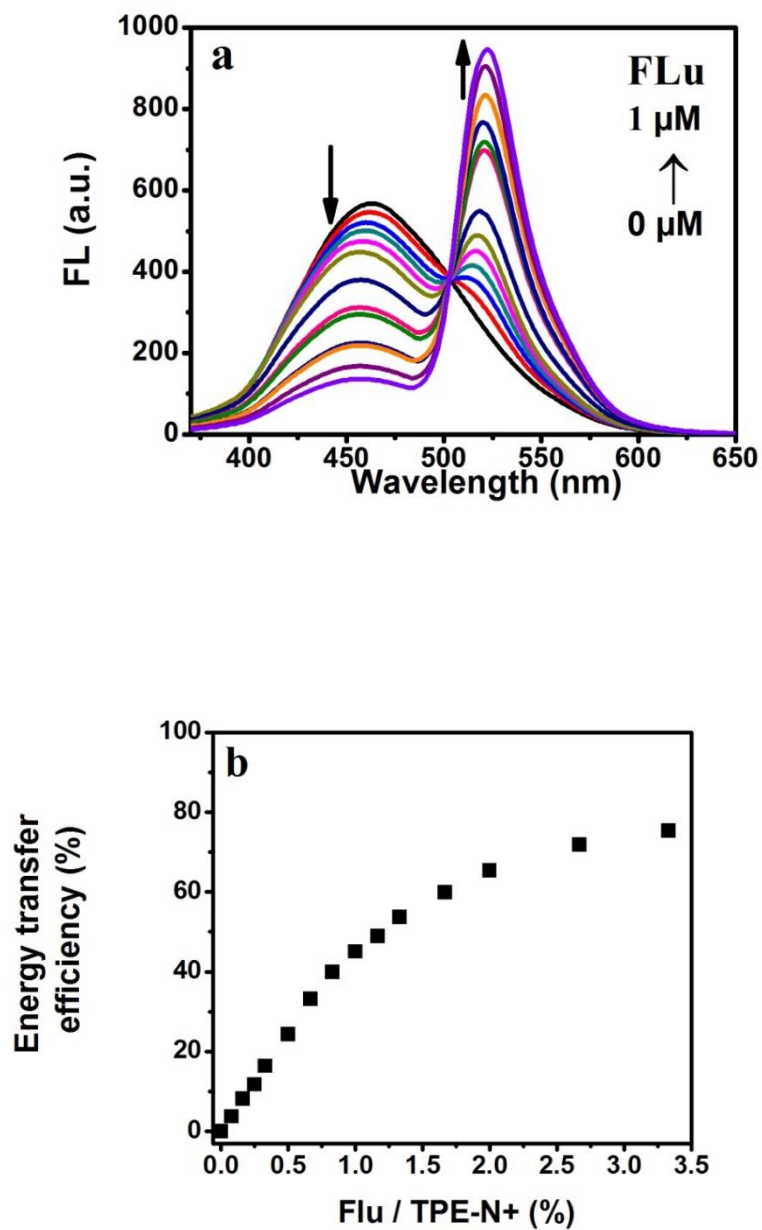 a
FLu
1 µM
0 µM
FL (a.u.)
1000
800
600
400
200
0
400 450 500 550 600 650
Wavelength (nm)
b
Energy transfer
efficiency (%)
100
80
60
40
20
0
0.0 0.5 1.0 1.5 2.0 2.5 3.0 3.5
Flu / TPE-N+ (%)